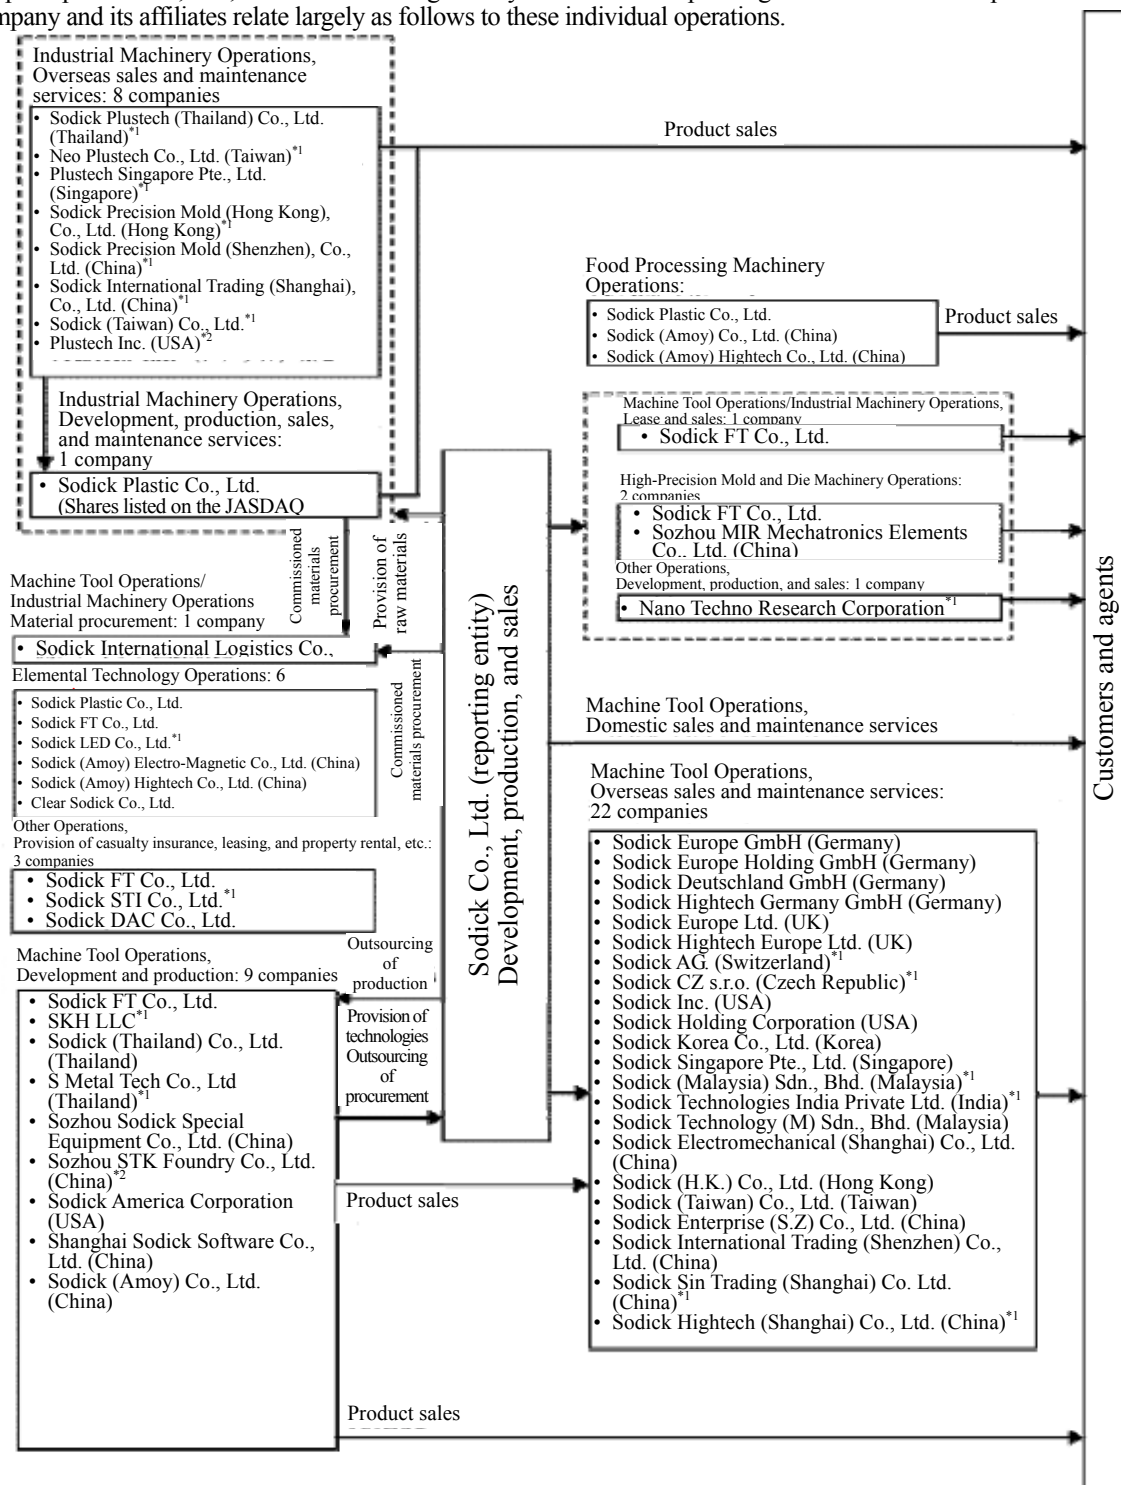 company and its affiliates relate largely as follows to these individual operations.
Industrial Machinery Operations,
Overseas sales and maintenance
services: 8 companies
• Sodick Plustech (Thailand) Co., Ltd.
(Thailand)*1
• Neo Plustech Co., Ltd. (Taiwan)*1
• Plustech Singapore Pte., Ltd.
(Singapore)*1
• Sodick Precision Mold (Hong Kong),
Co., Ltd. (Hong Kong)*1
• Sodick Precision Mold (Shenzhen), Co.,
Ltd. (China)*1
• Sodick International Trading (Shanghai),
Co., Ltd. (China)*1
• Sodick (Taiwan) Co., Ltd.*1
• Plustech Inc. (USA)*2
Product sales
Industrial Machinery Operations,
Development, production, sales,
and maintenance services:
1 company
• Sodick Plastic Co., Ltd.
(Shares listed on the JASDAQ
Commissioned
materials
procurement
Provision of
raw materials
Machine Tool Operations/
Industrial Machinery Operations
Material procurement: 1 company
• Sodick International Logistics Co.,
Commissioned
materials procurement
Elemental Technology Operations: 6
• Sodick Plastic Co., Ltd.
• Sodick FT Co., Ltd.
• Sodick LED Co., Ltd.*1
• Sodick (Amoy) Electro-Magnetic Co., Ltd. (China)
• Sodick (Amoy) Hightech Co., Ltd. (China)
• Clear Sodick Co., Ltd.
Other Operations,
Provision of casualty insurance, leasing, and property rental, etc.:
3 companies
• Sodick FT Co., Ltd.
• Sodick STI Co., Ltd.*1
• Sodick DAC Co., Ltd.
Machine Tool Operations,
Development and production: 9 companies
• Sodick FT Co., Ltd.
• SKH LLC*1
• Sodick (Thailand) Co., Ltd.
(Thailand)
• S Metal Tech Co., Ltd
(Thailand)*1
• Sozhou Sodick Special
Equipment Co., Ltd. (China)
• Sozhou STK Foundry Co., Ltd.
(China)*2
• Sodick America Corporation
(USA)
• Shanghai Sodick Software Co.,
Ltd. (China)
• Sodick (Amoy) Co., Ltd.
(China)
Outsourcing
of
production
Provision of
technologies
Outsourcing
of
procurement
Product sales
Product sales
Sodick Co., Ltd. (reporting entity)
Development, production, and sales
Food Processing Machinery
Operations:
• Sodick Plastic Co., Ltd.
• Sodick (Amoy) Co., Ltd. (China)
• Sodick (Amoy) Hightech Co., Ltd. (China)
Product sales
Machine Tool Operations/Industrial Machinery Operations,
Lease and sales: 1 company
• Sodick FT Co., Ltd.
High-Precision Mold and Die Machinery Operations:
2 companies
• Sodick FT Co., Ltd.
• Sozhou MIR Mechatronics Elements
Co., Ltd. (China)
Other Operations,
Development, production, and sales: 1 company
• Nano Techno Research Corporation*1
Machine Tool Operations,
Domestic sales and maintenance services
Machine Tool Operations,
Overseas sales and maintenance services:
22 companies
• Sodick Europe GmbH (Germany)
• Sodick Europe Holding GmbH (Germany)
• Sodick Deutschland GmbH (Germany)
• Sodick Hightech Germany GmbH (Germany)
• Sodick Europe Ltd. (UK)
• Sodick Hightech Europe Ltd. (UK)
• Sodick AG. (Switzerland)*1
• Sodick CZ s.r.o. (Czech Republic)*1
• Sodick Inc. (USA)
• Sodick Holding Corporation (USA)
• Sodick Korea Co., Ltd. (Korea)
• Sodick Singapore Pte., Ltd. (Singapore)
• Sodick (Malaysia) Sdn., Bhd. (Malaysia)*1
• Sodick Technologies India Private Ltd. (India)*1
• Sodick Technology (M) Sdn., Bhd. (Malaysia)
• Sodick Electromechanical (Shanghai) Co., Ltd.
(China)
• Sodick (H.K.) Co., Ltd. (Hong Kong)
• Sodick (Taiwan) Co., Ltd. (Taiwan)
• Sodick Enterprise (S.Z) Co., Ltd. (China)
• Sodick International Trading (Shenzhen) Co.,
Ltd. (China)
• Sodick Sin Trading (Shanghai) Co. Ltd.
(China)*1
• Sodick Hightech (Shanghai) Co., Ltd. (China)*1
Customers and agents